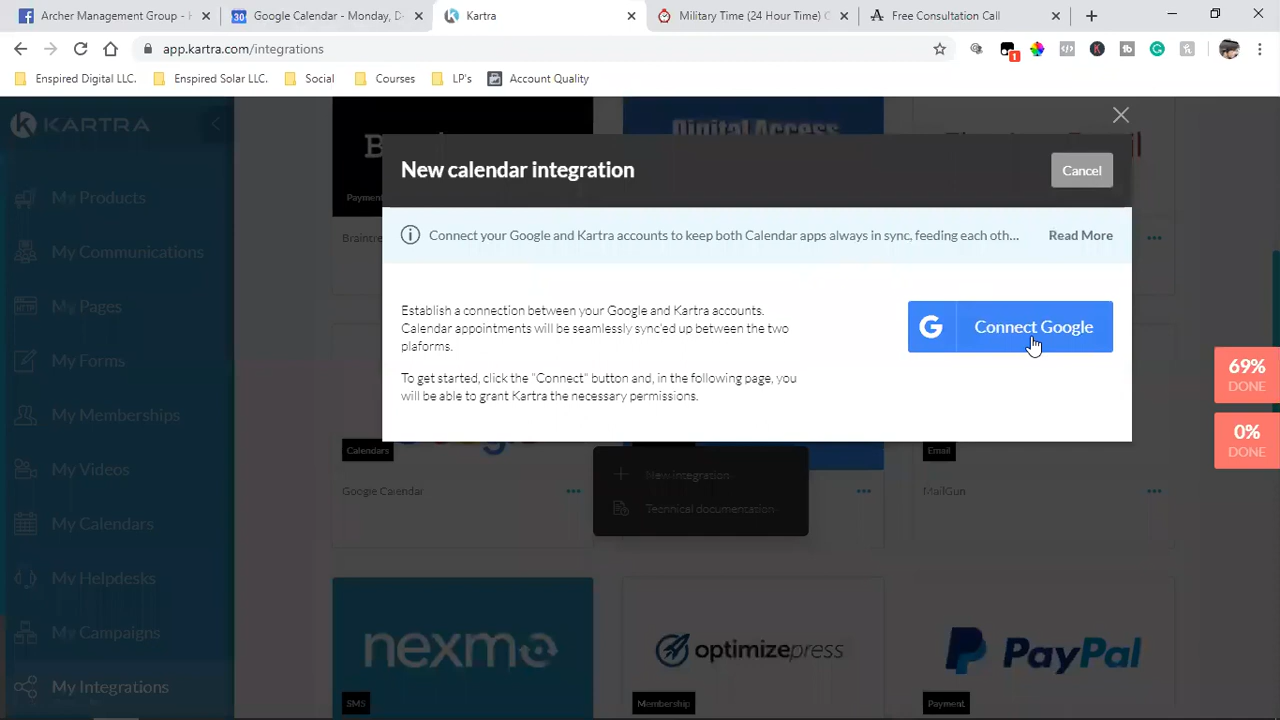 Archer Management Group - H
Google Calendar - Monday, D
Kartra
Military Time (24 Hour Time) C
Free Consultation Call
app.kartra.com/integrations
1
Enspired Digital LLC.
Enspired Solar LLC.
Social
Courses
LP's
Account Quality
KARTRA
My Products
My Communications
My Pages
My Forms
My Memberships
My Videos
My Calendars
My Helpdesks
My Campaigns
My Integrations
Digital Access
Payment
New calendar integration
Cancel
Connect your Google and Kartra accounts to keep both Calendar apps always in sync, feeding each oth...
Read More
Establish a connection between your Google and Kartra accounts.
Calendar appointments will be seamlessly sync'ed up between the two
plaforms.
To get started, click the "Connect" button and, in the following page, you
will be able to grant Kartra the necessary permissions.
G Connect Google
69%
DONE
0%
DONE
Calendars
Google Calendar
New integration
Technical documentation
Email
MailGun
nexmo
SMS
optimizepress
Membership
PayPal
Payment